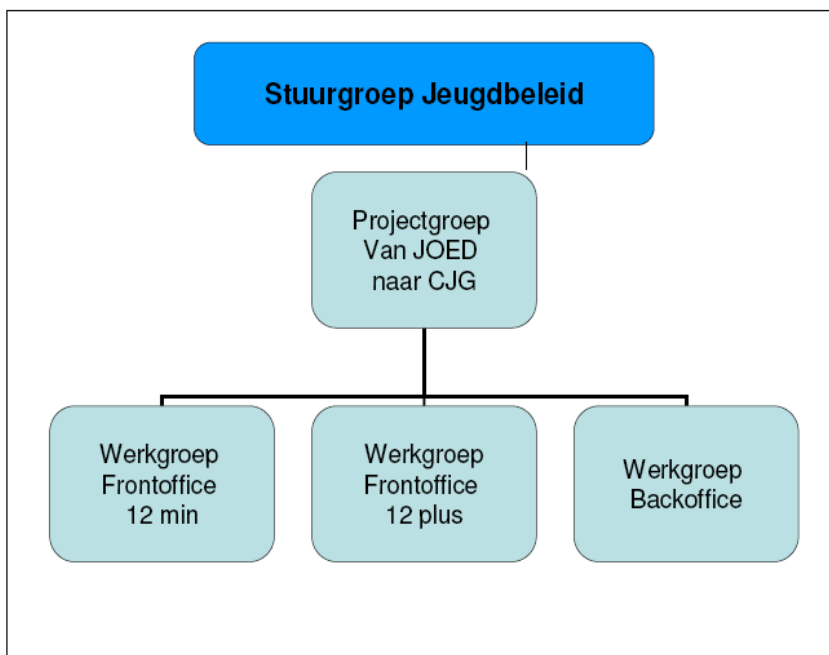 Stuurgroep Jeugdbeleid
Projectgroep
Van JOED
naar CJG
Werkgroep
Frontoffice
12 min
Werkgroep
Frontoffice
12 plus
Werkgroep
Backoffice